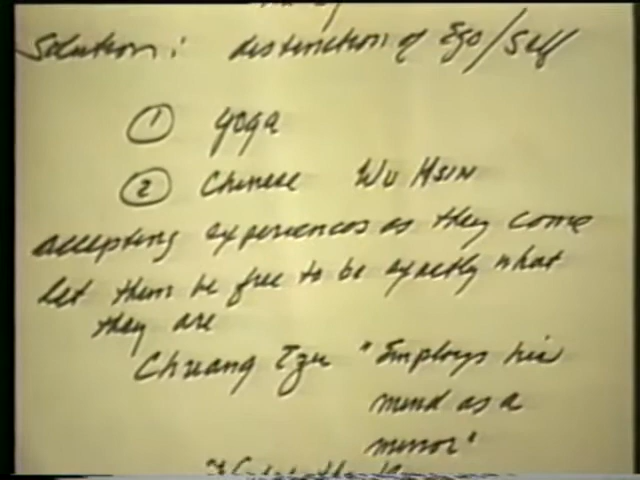 Solution: distinction of Ego/Self
① Yoga
② Chinese WU HSIN
accepting experiences as they come
let them be free to be exactly what
they are
Chuang Tzu "Employs his
mind as a
mirror"